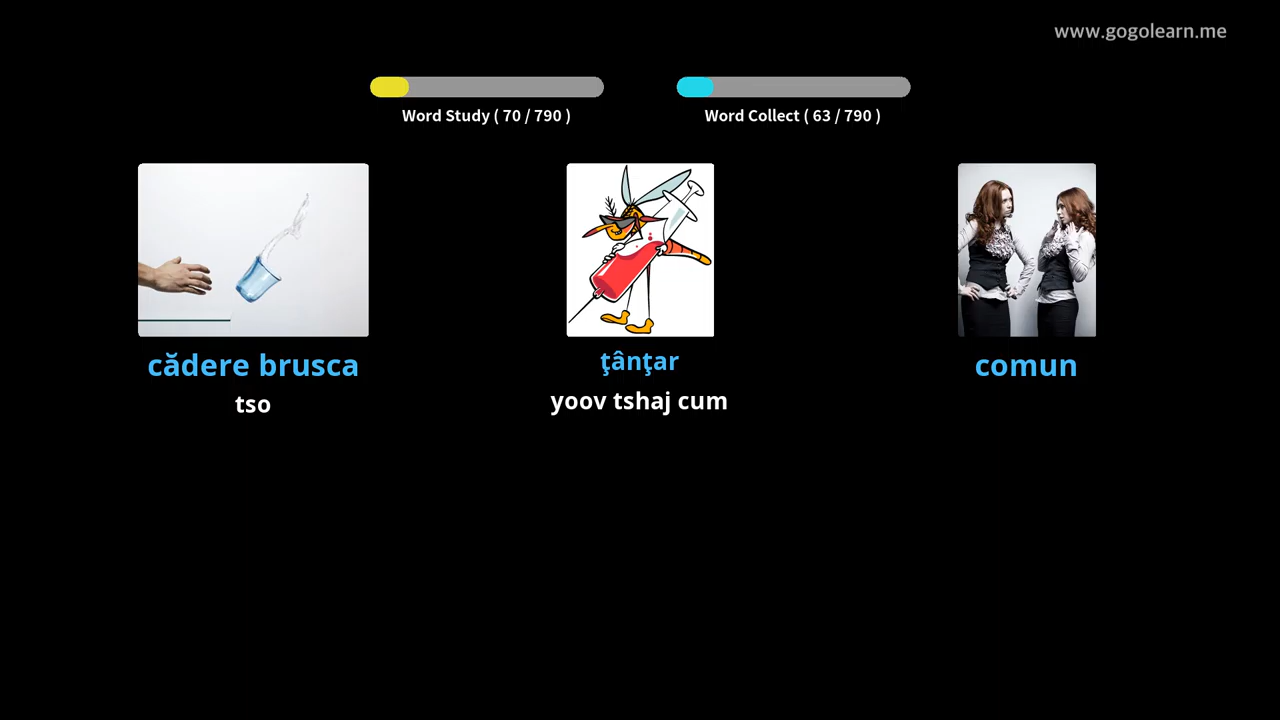 www.gogolearn.me
Word Study ( 70 / 790 )
Word Collect ( 63 / 790 )
cădere brusca
tso
ţânţar
yoov tshaj cum
comun